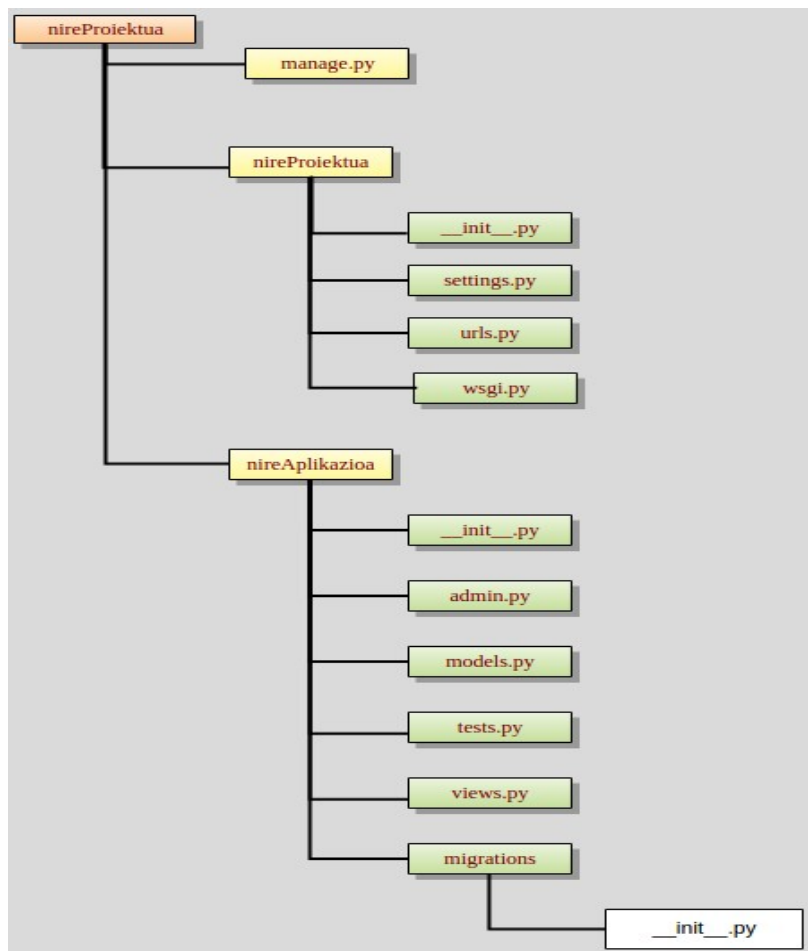 nireProiektua
manage.py
nireProiektua
__init__.py
settings.py
urls.py
wsgi.py
nireAplikazioa
__init__.py
admin.py
models.py
tests.py
views.py
migrations
__init__.py